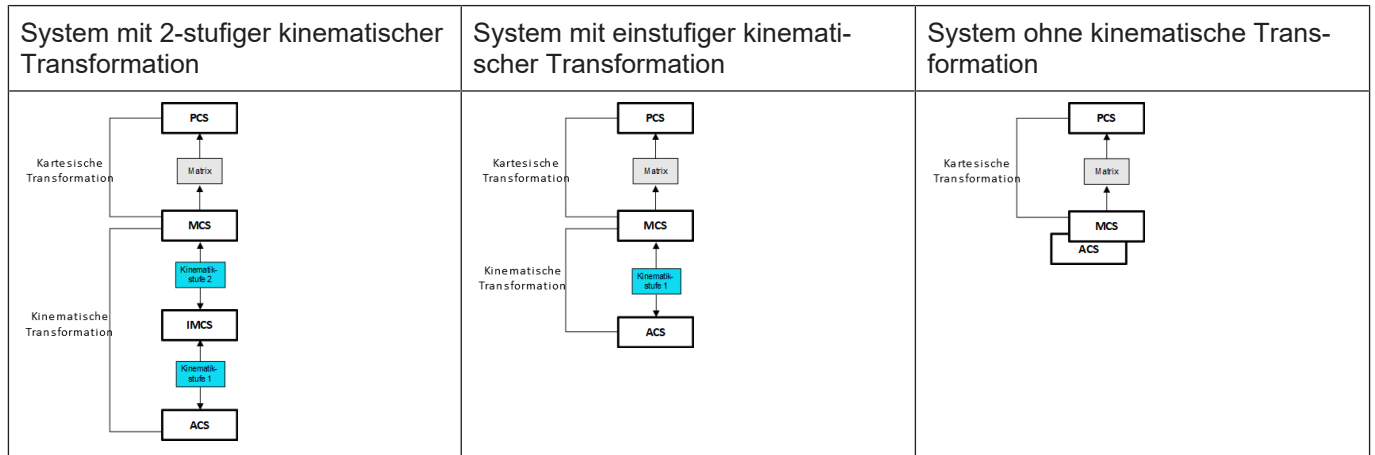 System mit 2-stufiger kinematischer
Transformation
System mit einstufiger kinemati-
scher Transformation
System ohne kinematische Trans-
formation
PCS
Kartesische
Transformation
Matrix
MCS
Kinematik-
stufe 2
Kinematische
Transformation
IMCS
Kinematik-
stufe 1
ACS
PCS
Kartesische
Transformation
Matrix
MCS
Kinematische
Transformation
Kinematik-
stufe 1
ACS
PCS
Kartesische
Transformation
Matrix
MCS
ACS